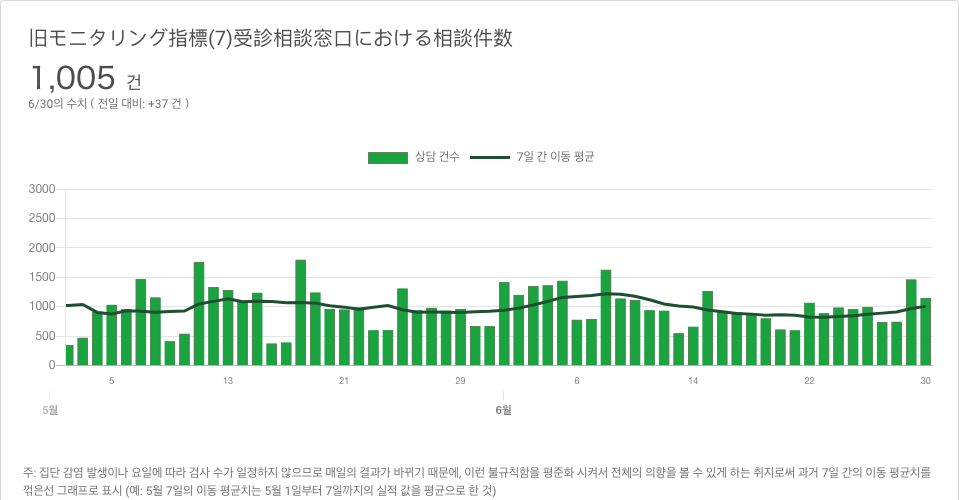 旧モニタリング指標(7)受診相談窓口における相談件数
1,005 건
6/30의 수치 ( 전일 대비: +37 건 )
상담 건수 7일 간 이동 평균
3000
2500
2000
1500
1000
500
0
5 13 21 29 6 14 22 30
5월 6월
주: 집단 감염 발생이나 요일에 따라 검사 수가 일정하지 않으므로 매일의 결과가 바뀌기 때문에, 이런 불규칙함을 평준화 시켜서 전체의 의향을 볼 수 있게 하는 취지로써 과거 7일 간의 이동 평균치를
꺾은선 그래프로 표시 (예: 5월 7일의 이동 평균치는 5월 1일부터 7일까지의 실적 값을 평균으로 한 것)